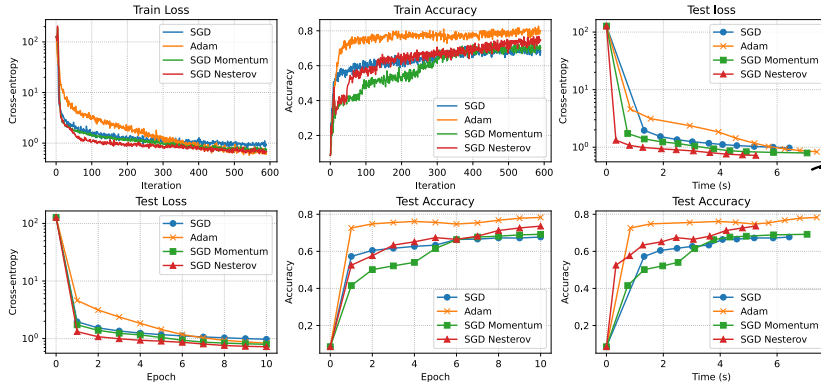 Train Loss
Cross-entropy
10²
10¹
10⁰
0 100 200 300 400 500 600
Iteration
SGD
Adam
SGD Momentum
SGD Nesterov
Train Accuracy
Accuracy
0.8
0.6
0.4
0.2
0 100 200 300 400 500 600
Iteration
SGD
Adam
SGD Momentum
SGD Nesterov
Test loss
Cross-entropy
10²
10¹
10⁰
0 2 4 6
Time (s)
SGD
Adam
SGD Momentum
SGD Nesterov
Test Loss
Cross-entropy
10²
10¹
10⁰
0 2 4 6 8 10
Epoch
SGD
Adam
SGD Momentum
SGD Nesterov
Test Accuracy
Accuracy
0.8
0.6
0.4
0.2
0 2 4 6 8 10
Epoch
SGD
Adam
SGD Momentum
SGD Nesterov
Test Accuracy
Accuracy
0.8
0.6
0.4
0.2
0 2 4 6
Time (s)
SGD
Adam
SGD Momentum
SGD Nesterov